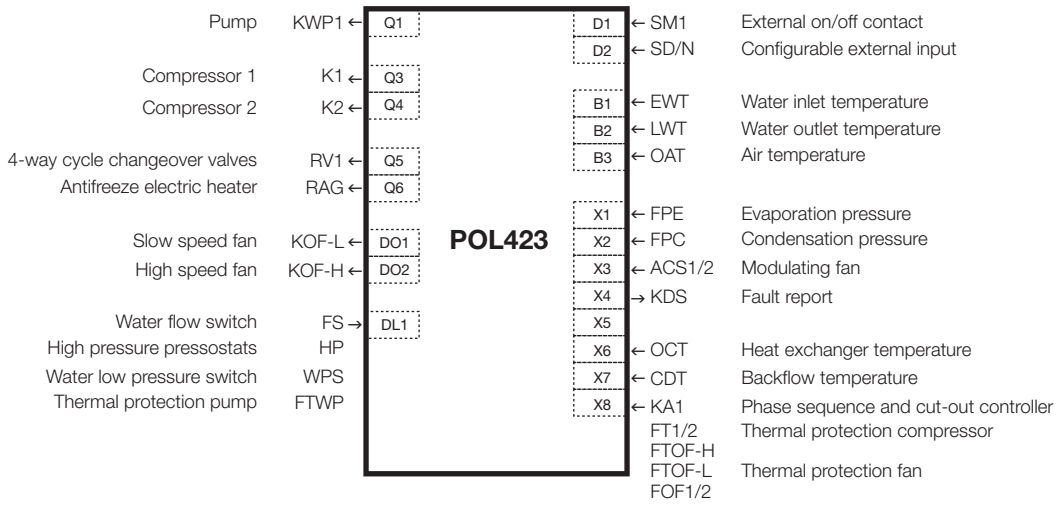 Pump KWP1 ← Q1
Compressor 1 K1 ← Q3
Compressor 2 K2 ← Q4
4-way cycle changeover valves RV1 ← Q5
Antifreeze electric heater RAG ← Q6
Slow speed fan KOF-L ← DO1
High speed fan KOF-H ← DO2
Water flow switch FS → DL1
High pressure pressostats HP
Water low pressure switch WPS
Thermal protection pump FTWP
POL423
D1 ← SM1 External on/off contact
D2 ← SD/N Configurable external input
B1 ← EWT Water inlet temperature
B2 ← LWT Water outlet temperature
B3 ← OAT Air temperature
X1 ← FPE Evaporation pressure
X2 ← FPC Condensation pressure
X3 ← ACS1/2 Modulating fan
X4 → KDS Fault report
X5
X6 ← OCT Heat exchanger temperature
X7 ← CDT Backflow temperature
X8 ← KA1 Phase sequence and cut-out controller
FT1/2 Thermal protection compressor
FTOF-H
FTOF-L Thermal protection fan
FOF1/2